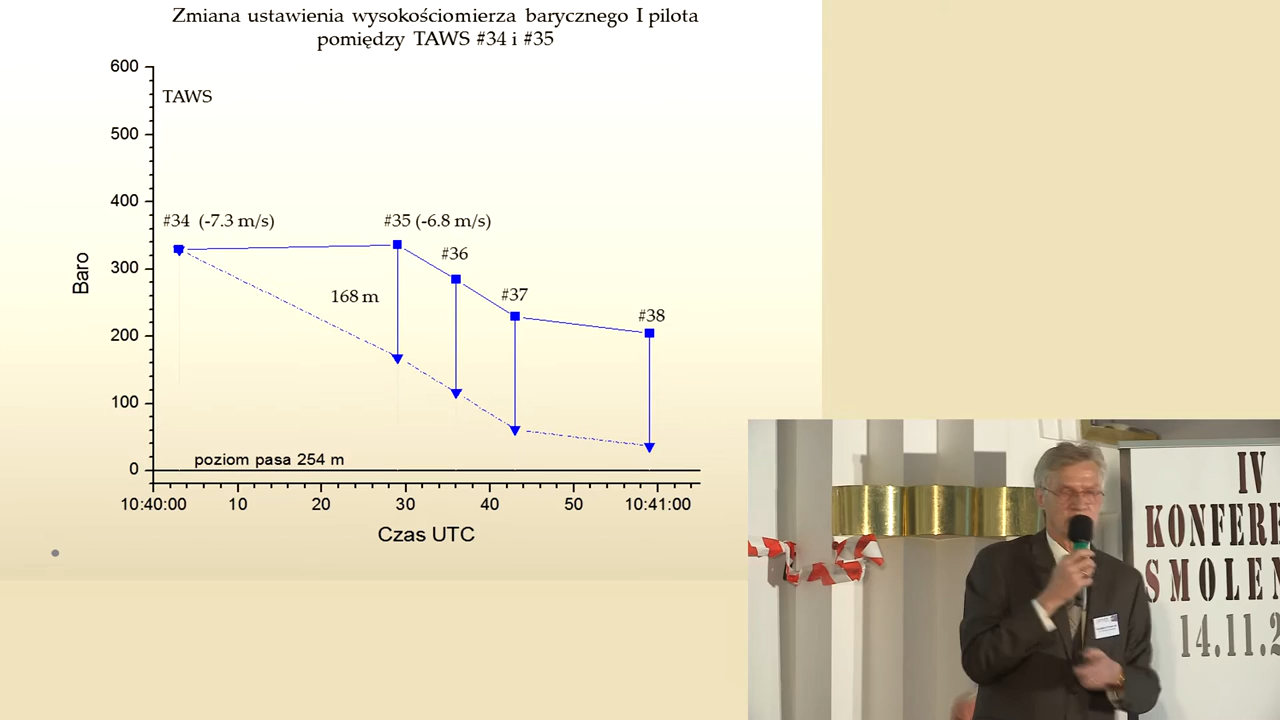 Zmiana ustawienia wysokościomierza barycznego I pilota
pomiędzy TAWS #34 i #35
600
TAWS
500
400
#34 (-7.3 m/s)
#35 (-6.8 m/s)
#36
300
Baro
168 m
#37
#38
200
100
poziom pasa 254 m
0
10:40:00 10 20 30 40 50 10:41:00
Czas UTC
IV
KONFERE
SMOLEN
14.11.2